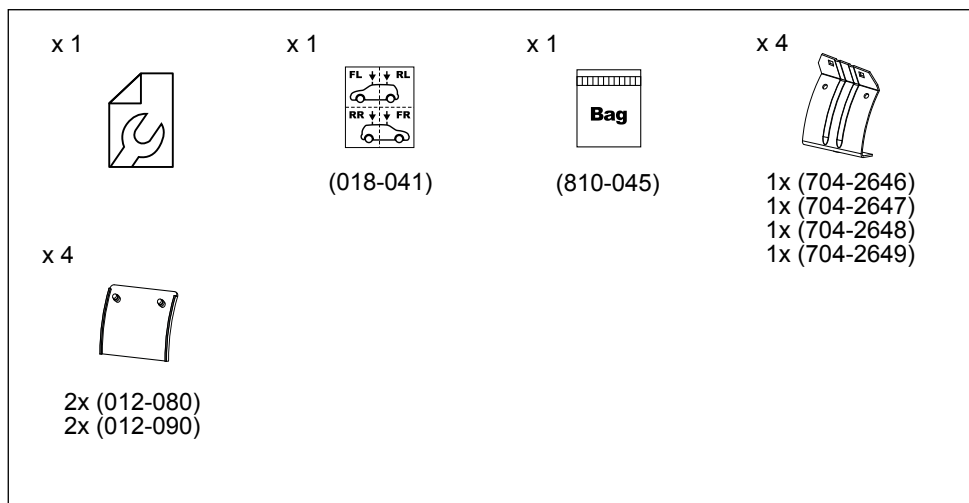 x 1
x 1
FL RL
RR FR
(018-041)
x 1
Bag
(810-045)
x 4
1x (704-2646)
1x (704-2647)
1x (704-2648)
1x (704-2649)
x 4
2x (012-080)
2x (012-090)